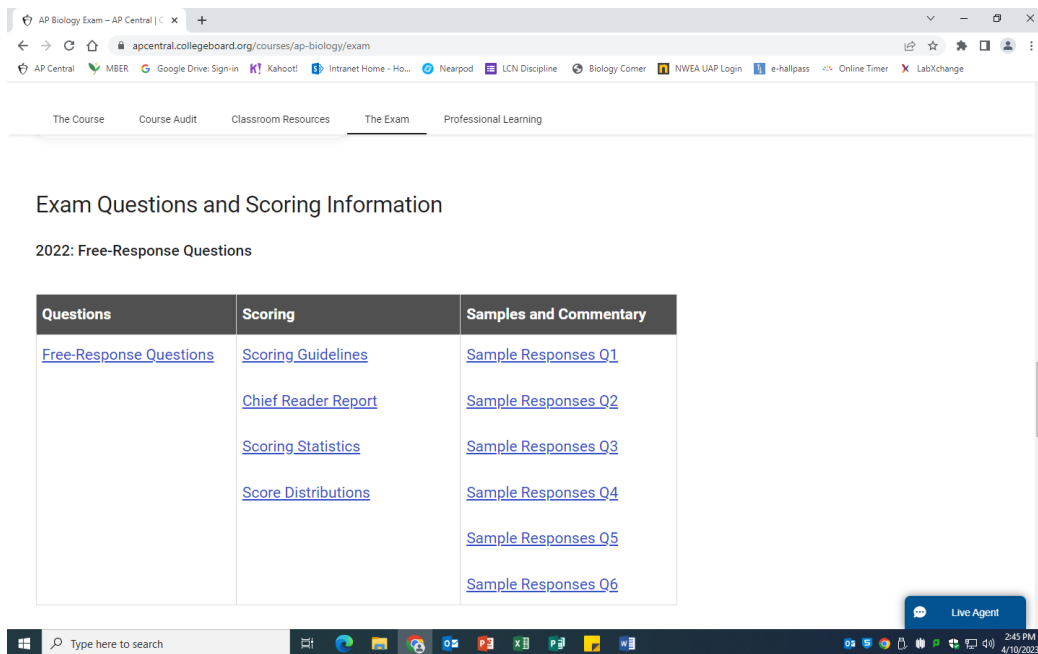 AP Biology Exam – AP Central | C
apcentral.collegeboard.org/courses/ap-biology/exam
AP Central MBER Google Drive: Sign-in Kahoot! Intranet Home - Ho... Nearpod LCN Discipline Biology Corner NWEA UAP Login e-hallpass Online Timer LabXchange
The Course Course Audit Classroom Resources The Exam Professional Learning
Exam Questions and Scoring Information
2022: Free-Response Questions
Questions Scoring Samples and Commentary
Free-Response Questions Scoring Guidelines Sample Responses Q1
Chief Reader Report Sample Responses Q2
Scoring Statistics Sample Responses Q3
Score Distributions Sample Responses Q4
Sample Responses Q5
Sample Responses Q6
Live Agent
Type here to search
2:45 PM
4/10/2023